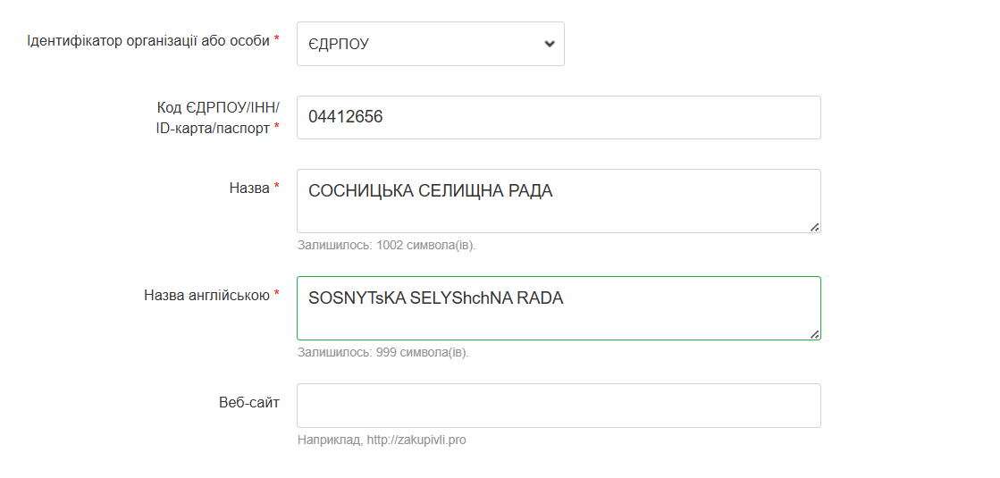 Ідентифікатор організації або особи *
ЄДРПОУ
Код ЄДРПОУ/ІНН/
ID-карта/паспорт *
04412656
Назва *
СОСНИЦЬКА СЕЛИЩНА РАДА
Залишилось: 1002 символа(ів).
Назва англійською *
SOSNYTsKA SELYShchNA RADA
Залишилось: 999 символа(ів).
Веб-сайт
Наприклад, http://zakupivli.pro